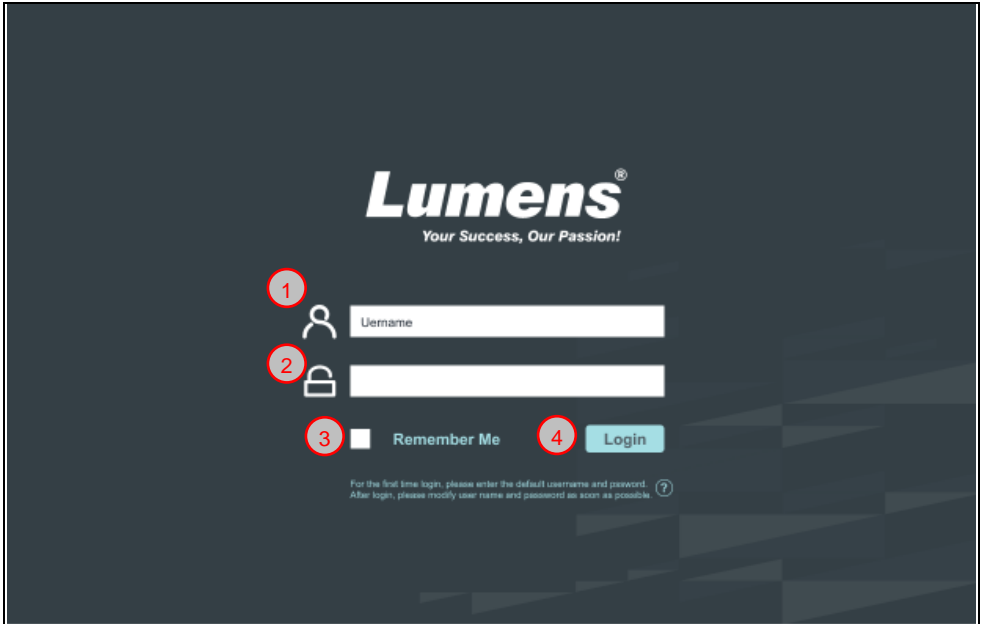 Lumens®
Your Success, Our Passion!
1
Uername
2
3
Remember Me
4
Login
For the first time login, please enter the default username and pssword.
After login, please modify user name and password as soon as possible.
?